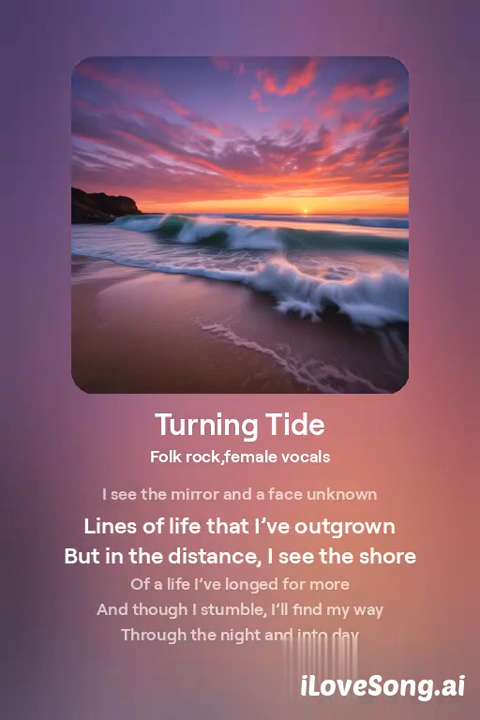 Turning Tide
Folk rock,female vocals
I see the mirror and a face unknown
Lines of life that I've outgrown
But in the distance, I see the shore
Of a life I've longed for more
And though I stumble, I'll find my way
Through the night and into day
iLoveSong.ai